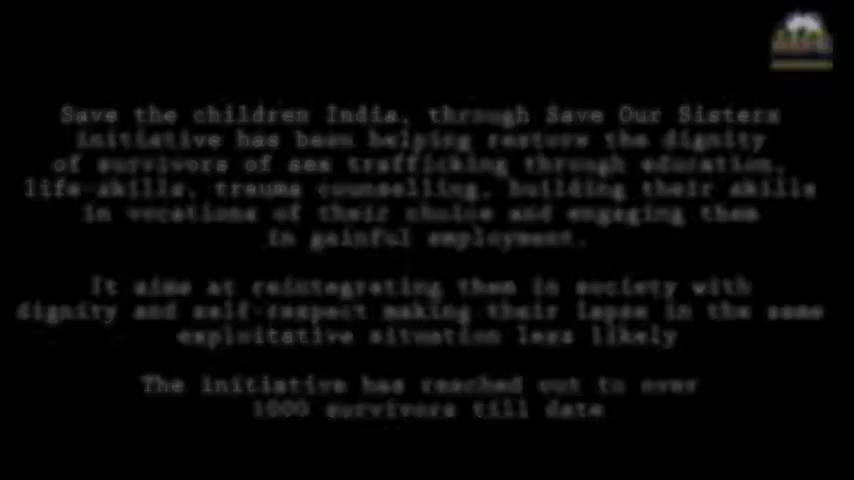 Save the children India, through Save Our Sisters
initiative has been helping restore the dignity
of survivors of sex trafficking through education,
life-skills, trauma counselling, building their skills
in vocations of their choice and engaging them
in gainful employment.
It aims at reintegrating them in society with
dignity and self-respect making their lapse in the same
exploitative situation less likely
The initiative has reached out to over
1000 survivors till date